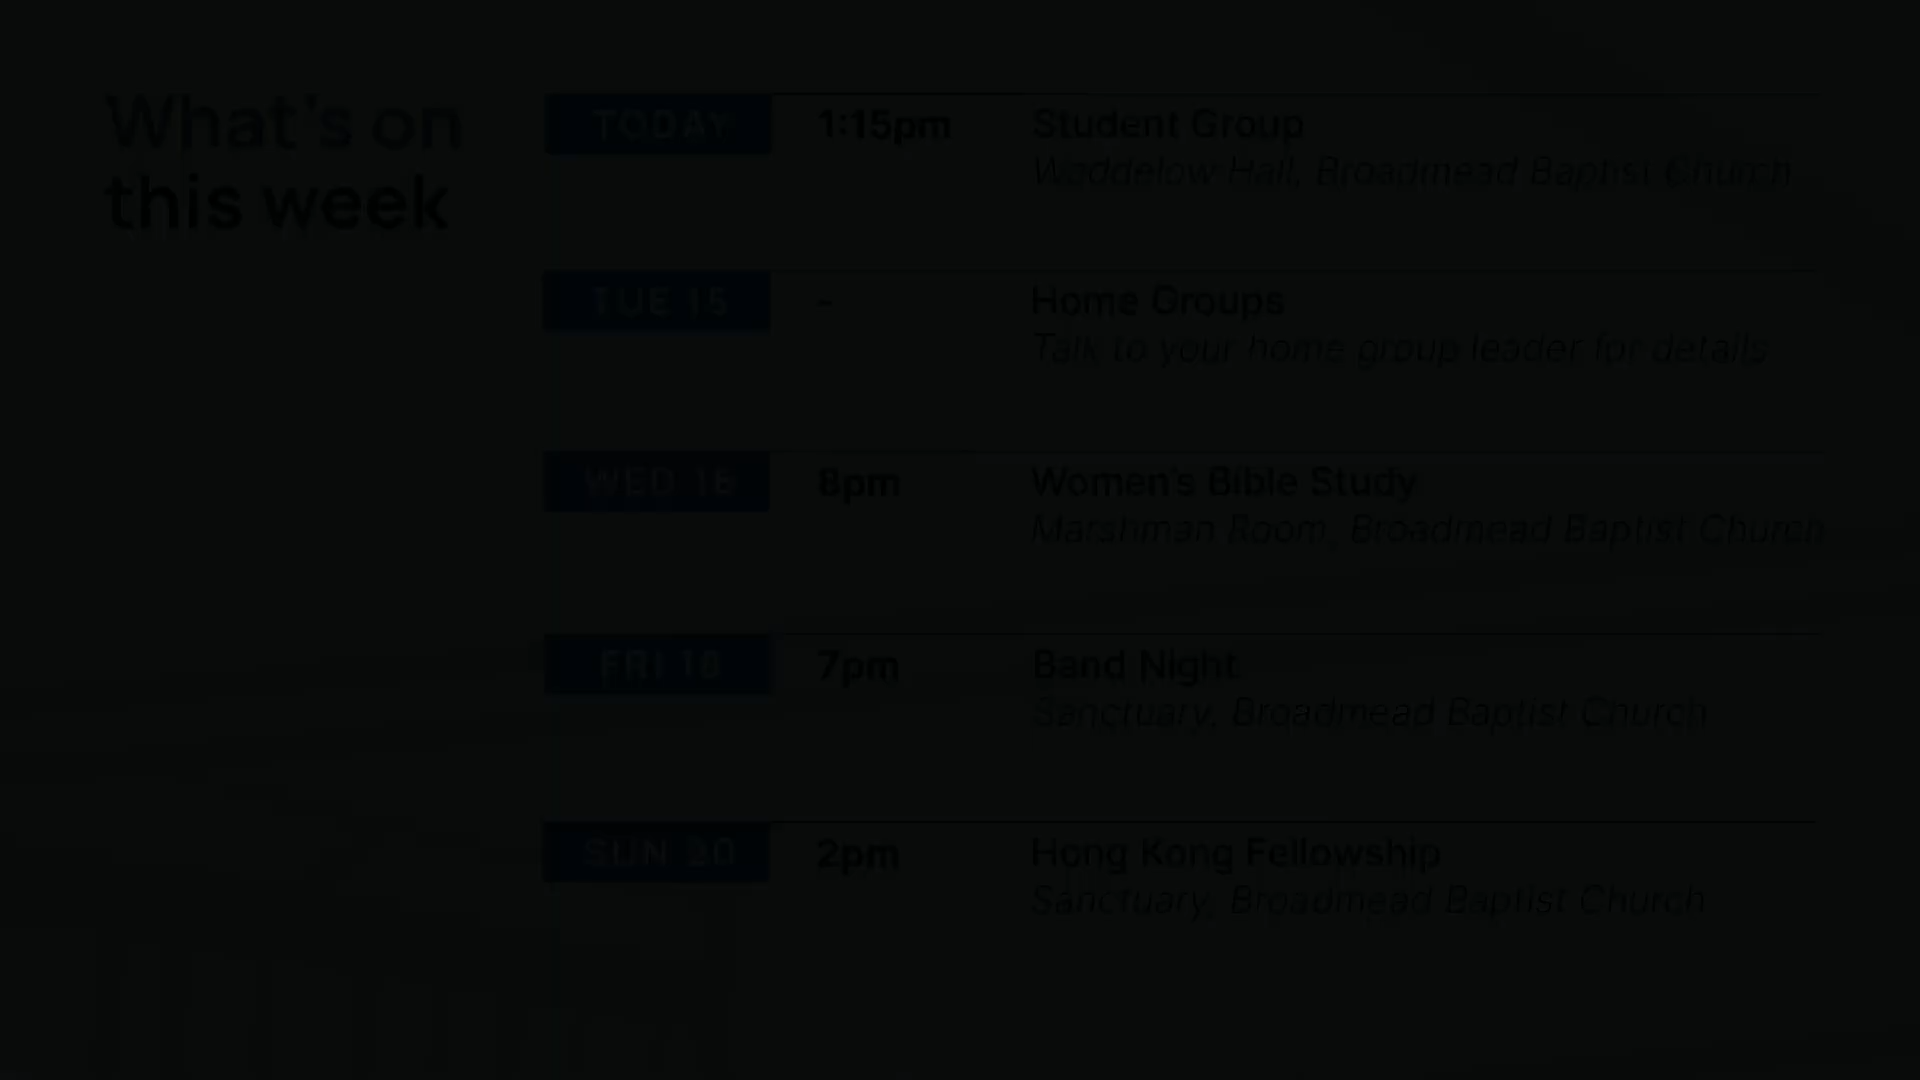 What's on
this week
TODAY 1:15pm Student Group
Waddelow Hall, Broadmead Baptist Church
TUE 15 - Home Groups
Talk to your home group leader for details
WED 16 8pm Women's Bible Study
Marshman Room, Broadmead Baptist Church
FRI 18 7pm Band Night
Sanctuary, Broadmead Baptist Church
SUN 20 2pm Hong Kong Fellowship
Sanctuary, Broadmead Baptist Church